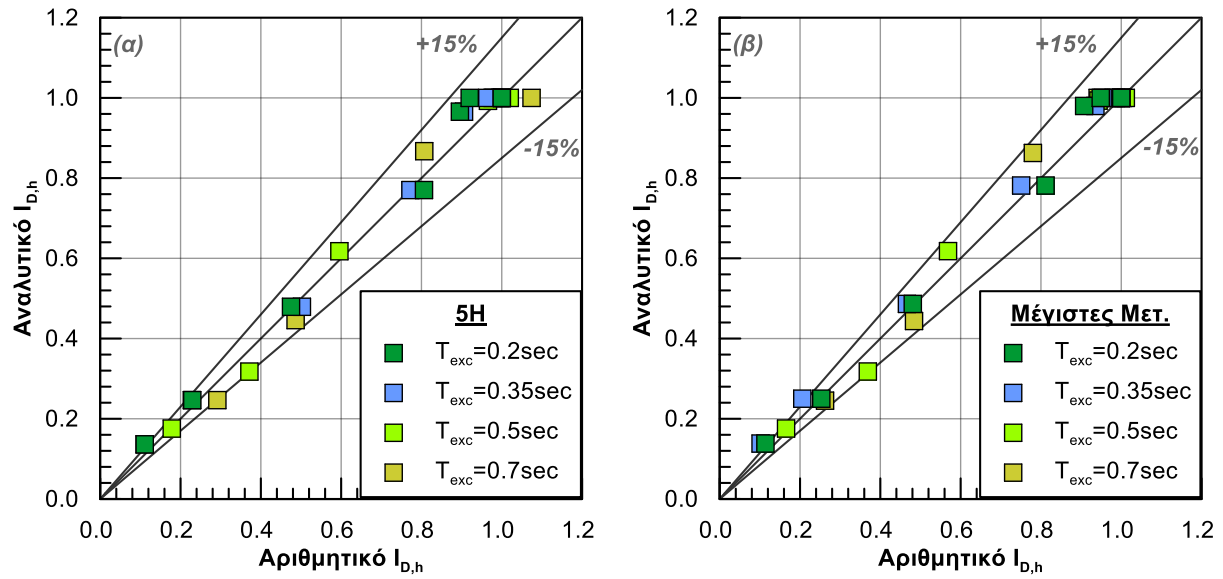 (α)
+15%
-15%
1.2
1.0
0.8
0.6
0.4
0.2
0.0
Αναλυτικό I_D,h
5H
T_exc=0.2sec
T_exc=0.35sec
T_exc=0.5sec
T_exc=0.7sec
0.0 0.2 0.4 0.6 0.8 1.0 1.2
Αριθμητικό I_D,h
(β)
+15%
-15%
1.2
1.0
0.8
0.6
0.4
0.2
0.0
Αναλυτικό I_D,h
Μέγιστες Μετ.
T_exc=0.2sec
T_exc=0.35sec
T_exc=0.5sec
T_exc=0.7sec
0.0 0.2 0.4 0.6 0.8 1.0 1.2
Αριθμητικό I_D,h